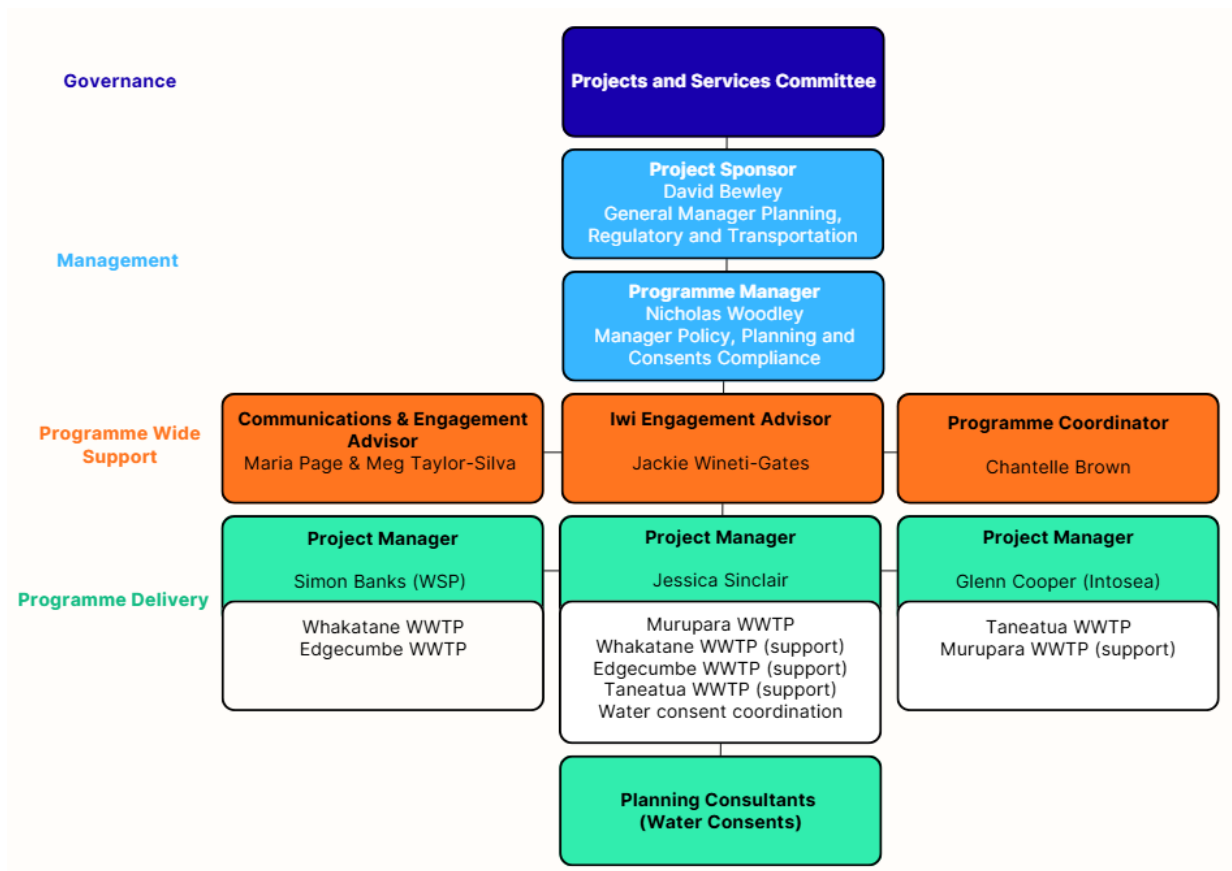 Governance
Projects and Services Committee
Management
Project Sponsor
David Bewley
General Manager Planning,
Regulatory and Transportation
Programme Manager
Nicholas Woodley
Manager Policy, Planning and
Consents Compliance
Programme Wide
Support
Communications & Engagement
Advisor
Maria Page & Meg Taylor-Silva
Iwi Engagement Advisor
Jackie Wineti-Gates
Programme Coordinator
Chantelle Brown
Programme Delivery
Project Manager
Simon Banks (WSP)
Whakatane WWTP
Edgecumbe WWTP
Project Manager
Jessica Sinclair
Murupara WWTP
Whakatane WWTP (support)
Edgecumbe WWTP (support)
Taneatua WWTP (support)
Water consent coordination
Project Manager
Glenn Cooper (Intosea)
Taneatua WWTP
Murupara WWTP (support)
Planning Consultants
(Water Consents)